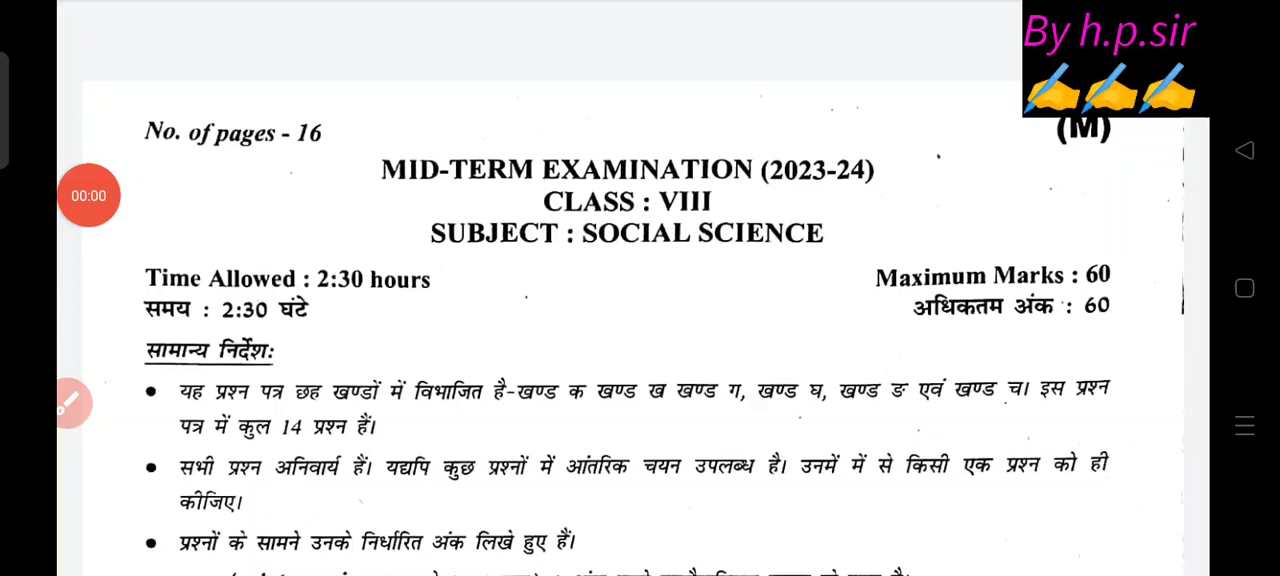 By h.p.sir
No. of pages - 16
(M)
MID-TERM EXAMINATION (2023-24)
CLASS : VIII
SUBJECT : SOCIAL SCIENCE
00:00
Time Allowed : 2:30 hours
Maximum Marks : 60
समय : 2:30 घंटे
अधिकतम अंक : 60
सामान्य निर्देशः
• यह प्रश्न पत्र छह खण्डों में विभाजित है-खण्ड क खण्ड ख खण्ड ग, खण्ड घ, खण्ड ङ एवं खण्ड च। इस प्रश्न
पत्र में कुल 14 प्रश्न हैं।
• सभी प्रश्न अनिवार्य हैं। यद्यपि कुछ प्रश्नों में आंतरिक चयन उपलब्ध है। उनमें में से किसी एक प्रश्न को ही
कीजिए।
• प्रश्नों के सामने उनके निर्धारित अंक लिखे हुए हैं।